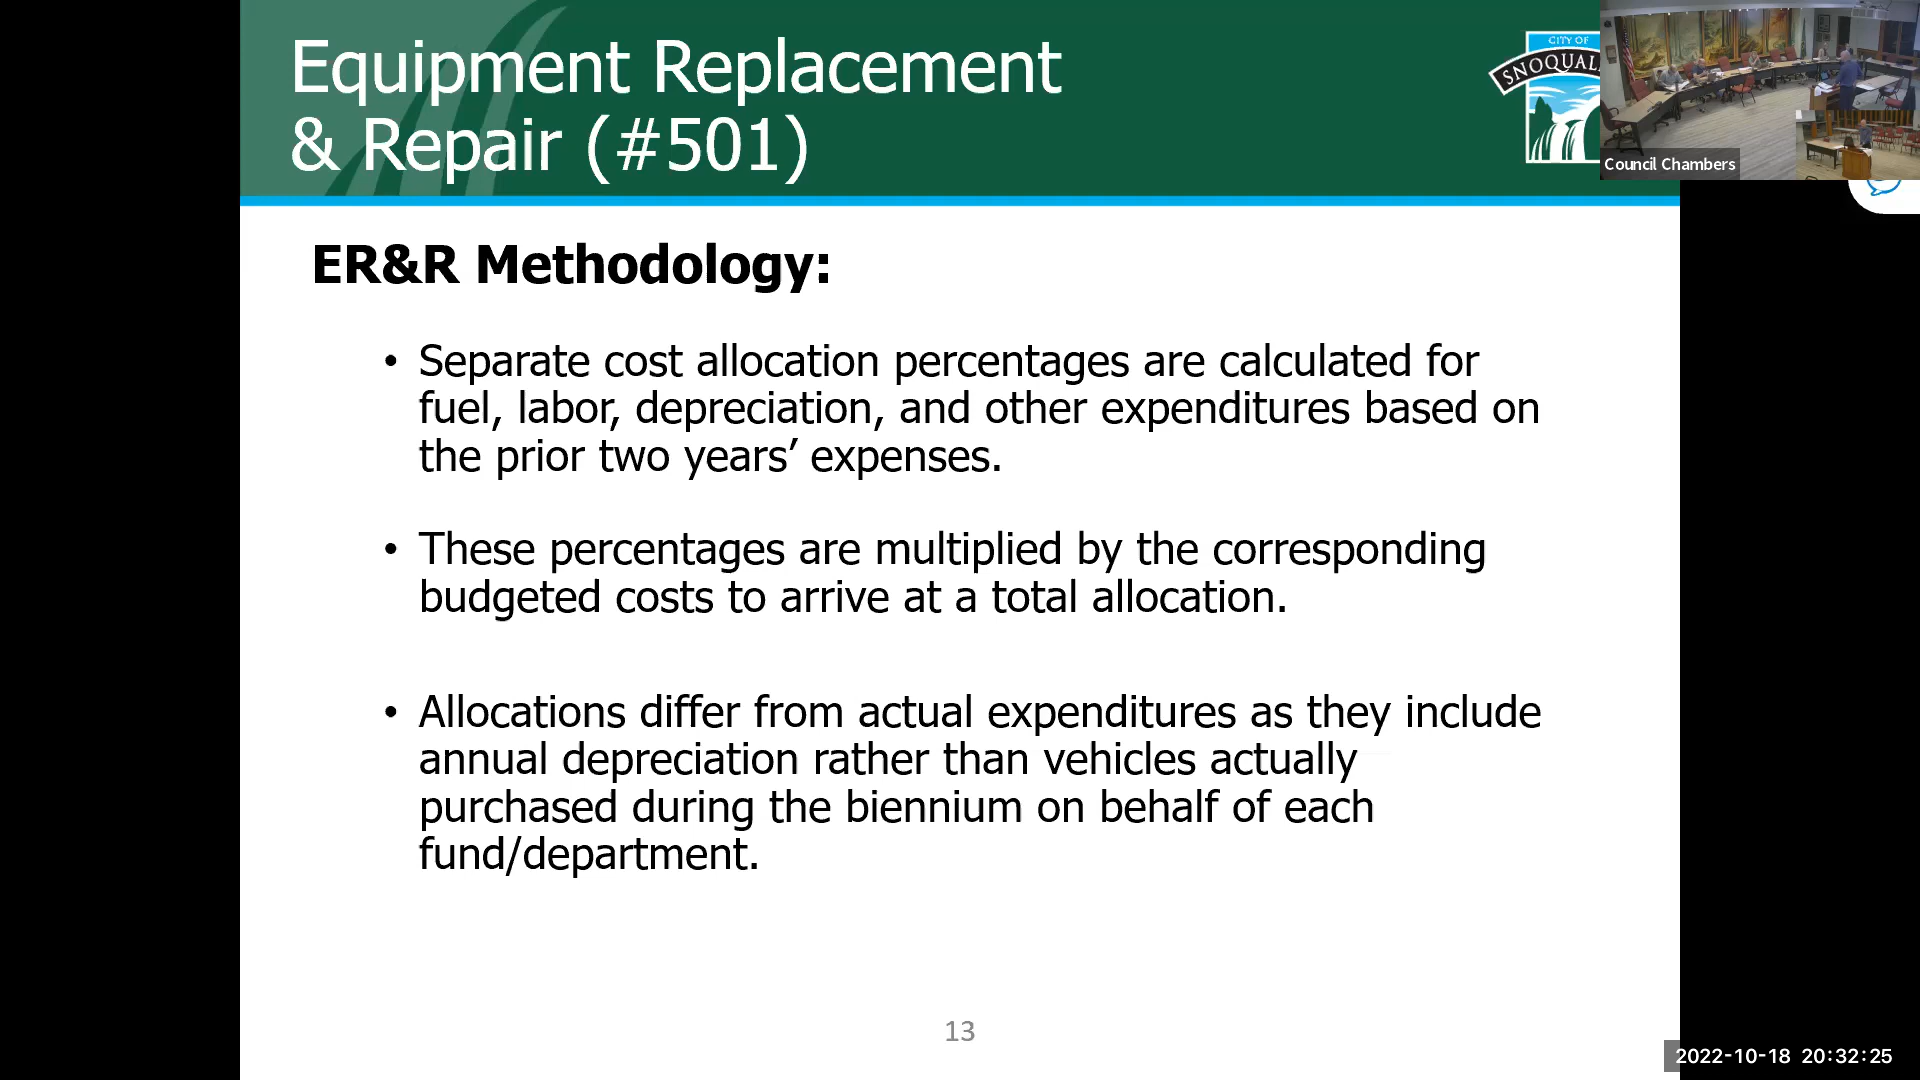 Equipment Replacement
& Repair (#501)
CITY OF
Council Chambers
ER&R Methodology:
• Separate cost allocation percentages are calculated for
fuel, labor, depreciation, and other expenditures based on
the prior two years’ expenses.
• These percentages are multiplied by the corresponding
budgeted costs to arrive at a total allocation.
• Allocations differ from actual expenditures as they include
annual depreciation rather than vehicles actually
purchased during the biennium on behalf of each
fund/department.
13
2022-10-18 20:32:25